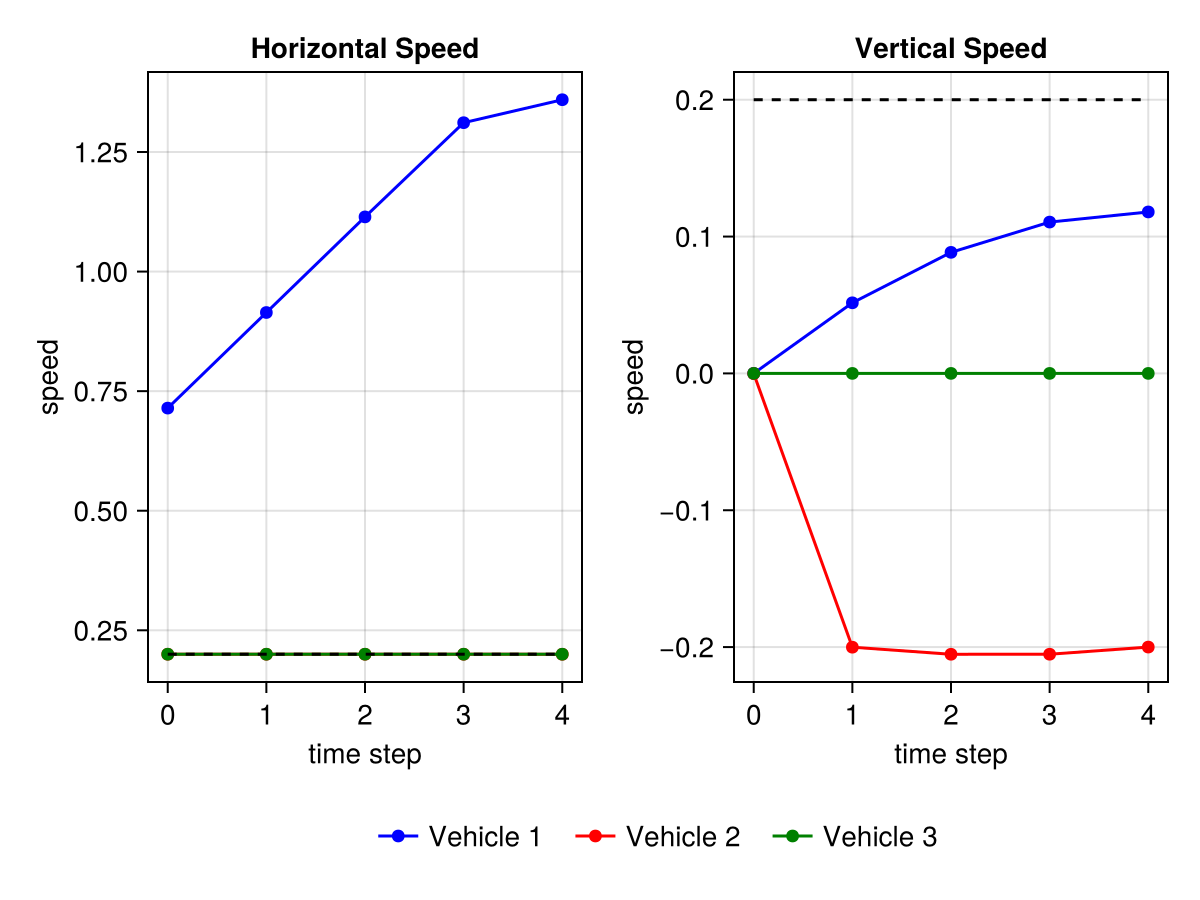 Horizontal Speed
Vertical Speed
speed
1.25
1.00
0.75
0.50
0.25
0
1
2
3
4
time step
speed
0.2
0.1
0.0
−0.1
−0.2
0
1
2
3
4
time step
Vehicle 1
Vehicle 2
Vehicle 3